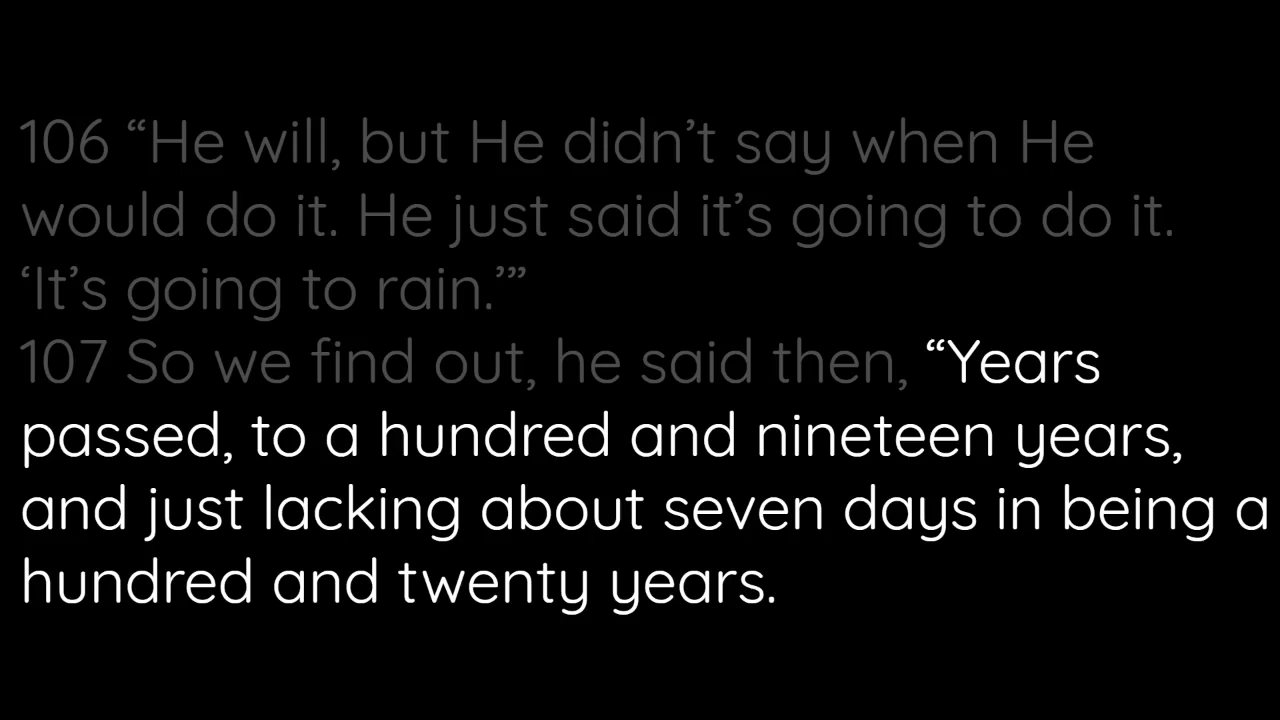 106 “He will, but He didn’t say when He
would do it. He just said it’s going to do it.
‘It’s going to rain.’”
107 So we find out, he said then, “Years
passed, to a hundred and nineteen years,
and just lacking about seven days in being a
hundred and twenty years.